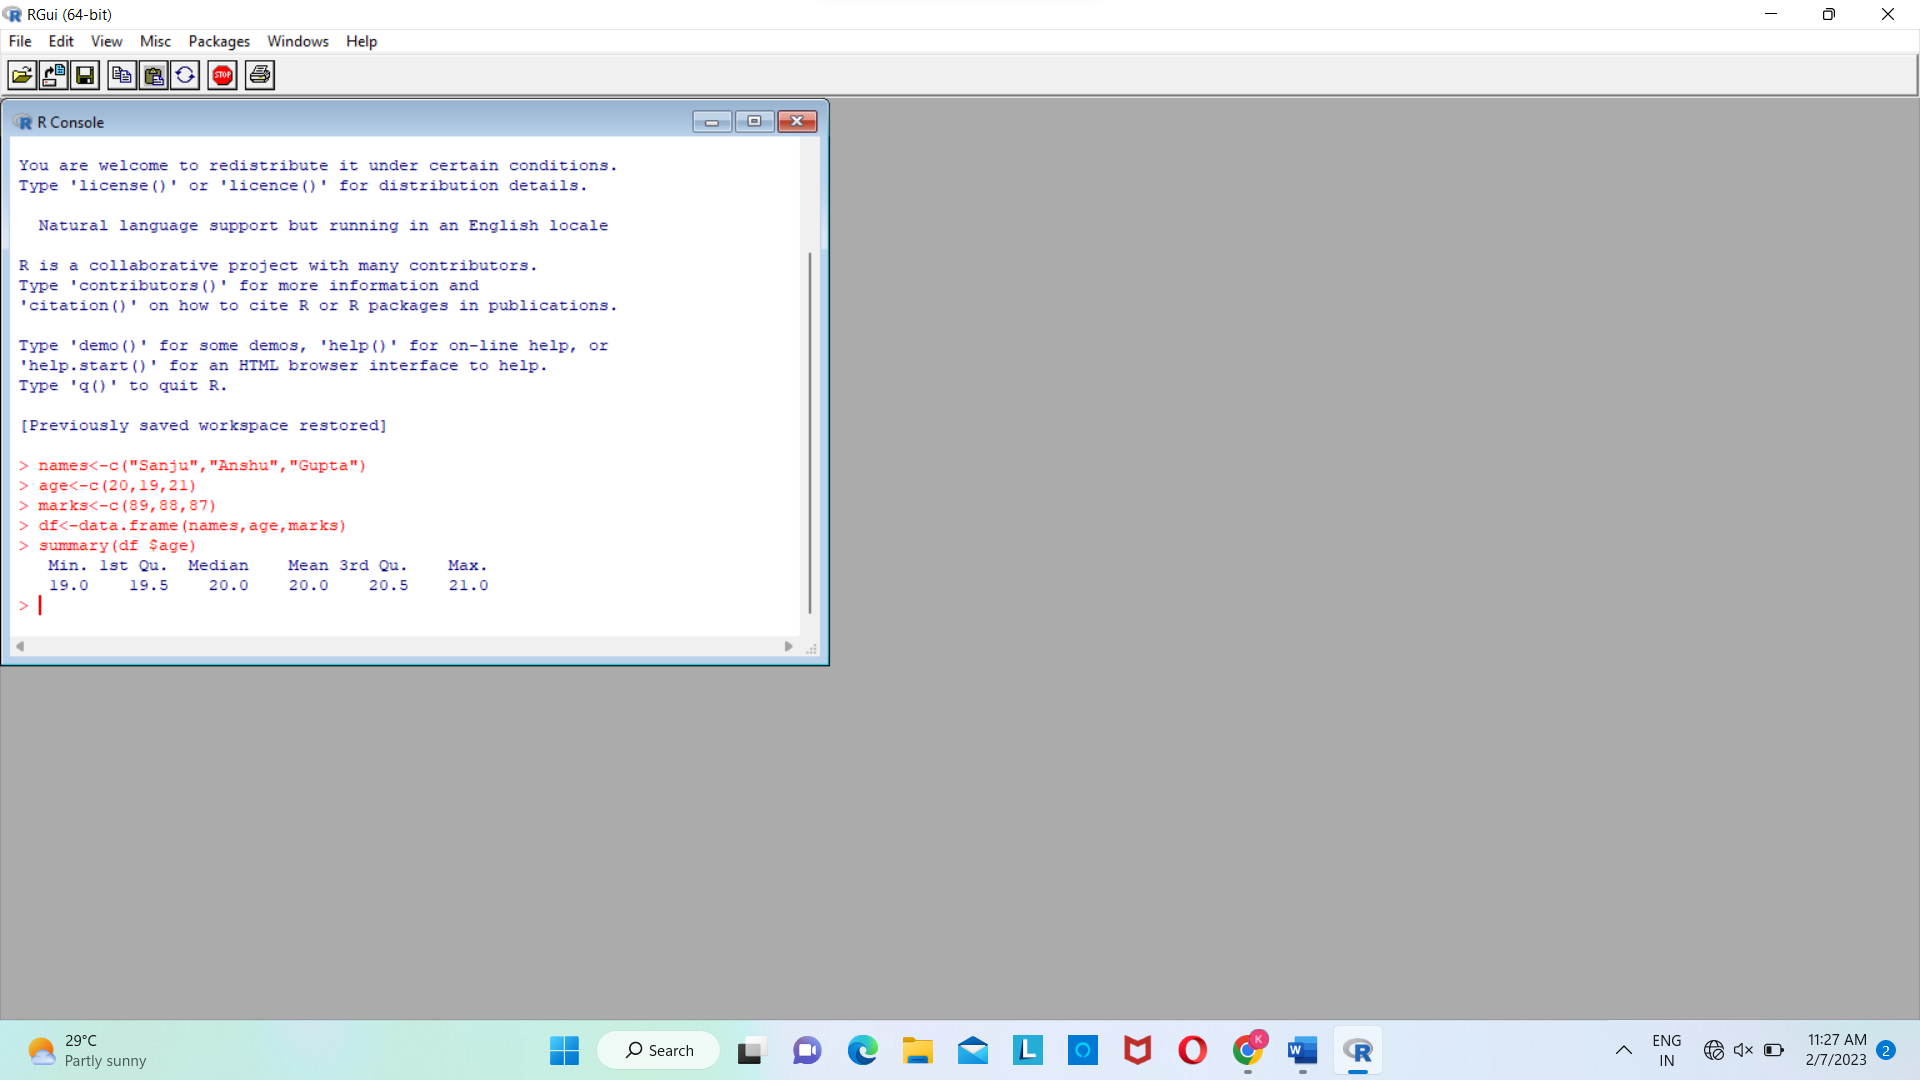 RGui (64-bit)
File Edit View Misc Packages Windows Help
STOP
R Console
You are welcome to redistribute it under certain conditions.
Type 'license()' or 'licence()' for distribution details.
Natural language support but running in an English locale
R is a collaborative project with many contributors.
Type 'contributors()' for more information and
'citation()' on how to cite R or R packages in publications.
Type 'demo()' for some demos, 'help()' for on-line help, or
'help.start()' for an HTML browser interface to help.
Type 'q()' to quit R.
[Previously saved workspace restored]
> names<-c("Sanju","Anshu","Gupta")
> age<-c(20,19,21)
> marks<-c(89,88,87)
> df<-data.frame(names,age,marks)
> summary(df $age)
Min. 1st Qu. Median Mean 3rd Qu. Max.
19.0 19.5 20.0 20.0 20.5 21.0
>
29°C
Partly sunny
Search
L
K
W
R
ENG
IN
11:27 AM
2/7/2023
2